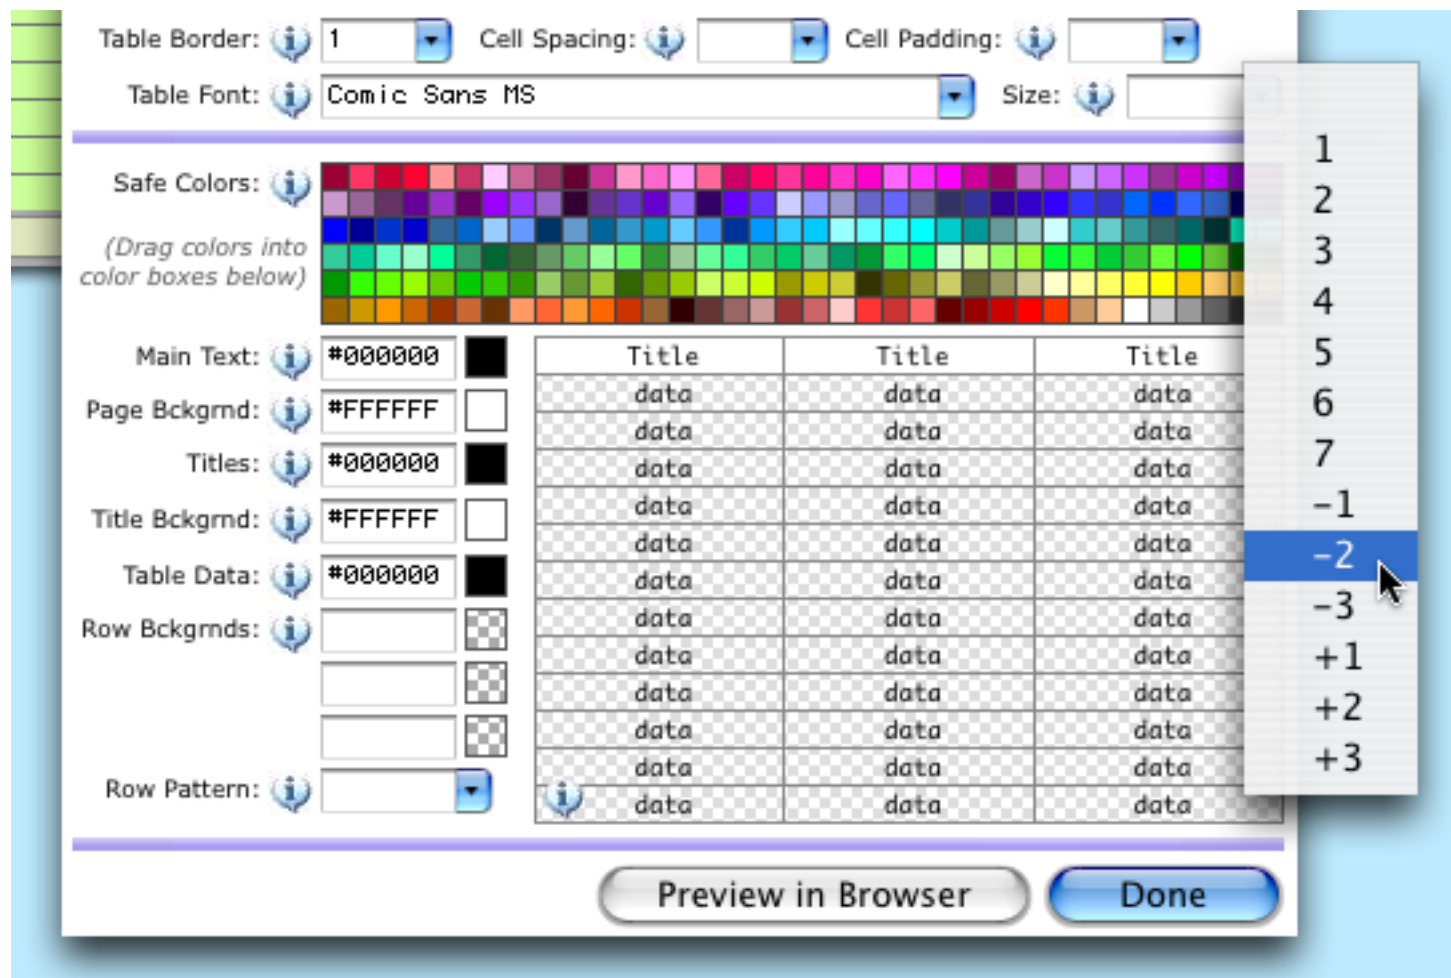 Table Border: 1 Cell Spacing: Cell Padding:
Table Font: Comic Sans MS Size:
Safe Colors:
(Drag colors into
color boxes below)
Main Text: #000000
Page Bckgrnd: #FFFFFF
Titles: #000000
Title Bckgrnd: #FFFFFF
Table Data: #000000
Row Bckgrnds:
Row Pattern:
Title Title Title
data data data
data data data
data data data
data data data
data data data
data data data
data data data
data data data
data data data
data data data
data data data
data data data
1
2
3
4
5
6
7
-1
-2
-3
+1
+2
+3
Preview in Browser Done